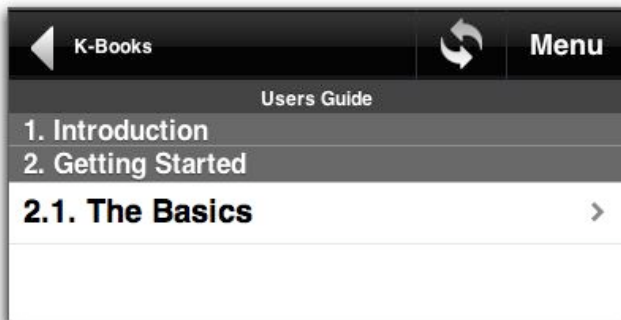 K-Books
Menu
Users Guide
1. Introduction
2. Getting Started
2.1. The Basics